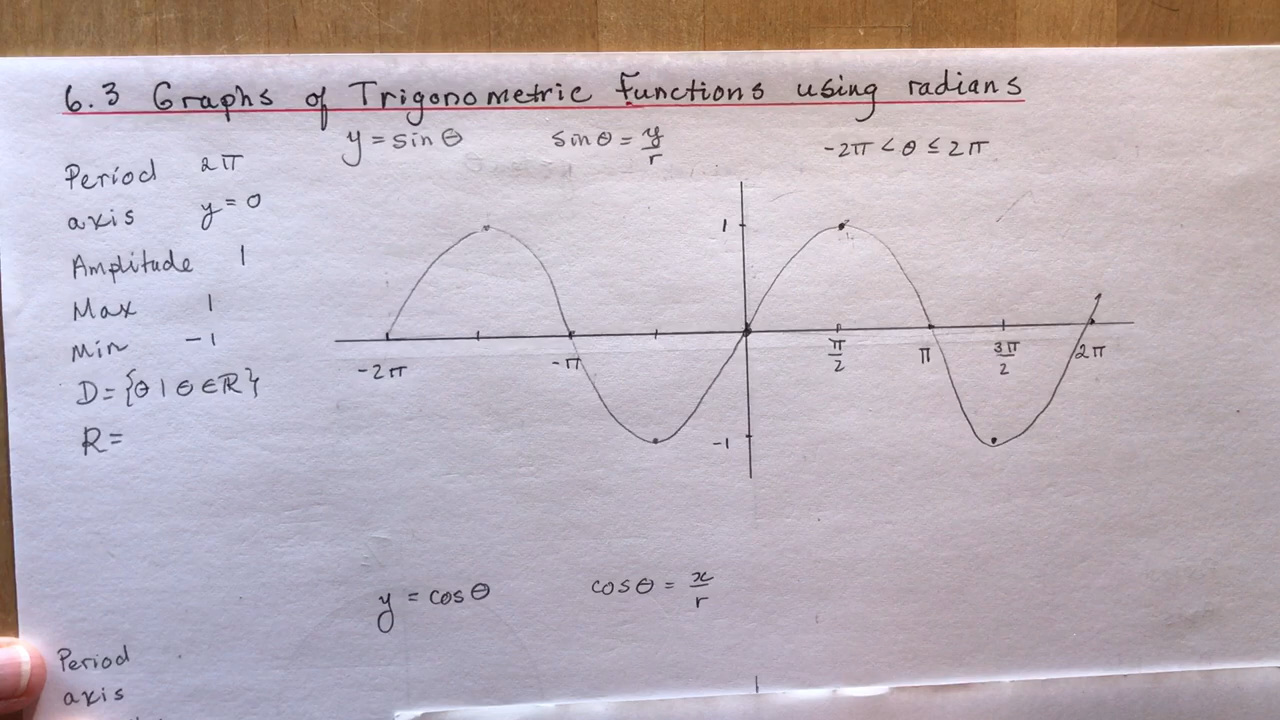 6.3 Graphs of Trigonometric Functions using radians
y = sin θ sin θ = y/r -2π < θ ≤ 2π
Period 2π
axis y = 0
Amplitude 1
Max 1
Min -1
D = {θ | θ ∈ ℝ}
R =
1
-2π -π π/2 π 3π/2 2π
-1
y = cos θ cos θ = x/r
Period
axis